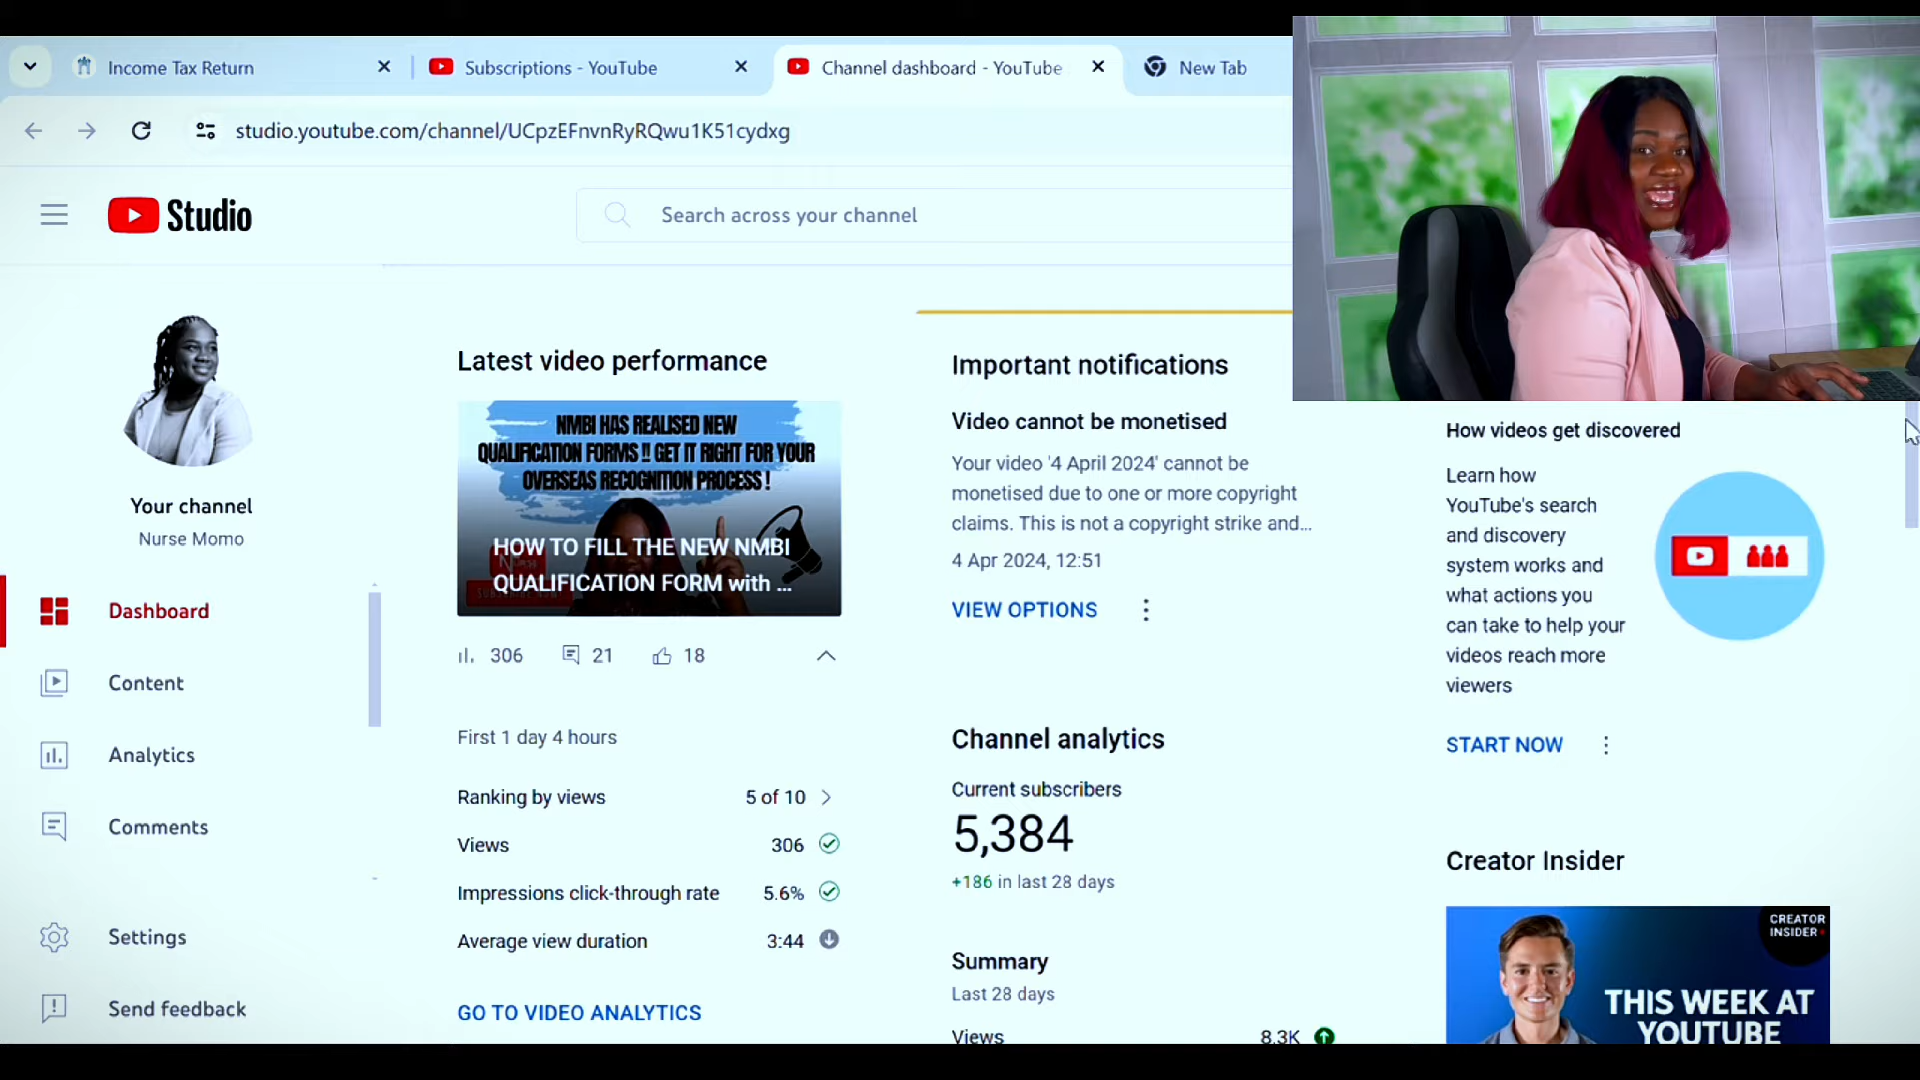 Income Tax Return
Subscriptions - YouTube
Channel dashboard - YouTube
New Tab
studio.youtube.com/channel/UCpzEFnvnRyRQwu1K51cydxg
Studio
Search across your channel
Your channel
Nurse Momo
Dashboard
Content
Analytics
Comments
Settings
Send feedback
Latest video performance
NMBI HAS REALISED NEW
QUALIFICATION FORMS !! GET IT RIGHT FOR YOUR
OVERSEAS RECOGNITION PROCESS !
HOW TO FILL THE NEW NMBI
QUALIFICATION FORM with ...
306 21 18
First 1 day 4 hours
Ranking by views 5 of 10
Views 306
Impressions click-through rate 5.6%
Average view duration 3:44
GO TO VIDEO ANALYTICS
Important notifications
Video cannot be monetised
Your video '4 April 2024' cannot be
monetised due to one or more copyright
claims. This is not a copyright strike and...
4 Apr 2024, 12:51
VIEW OPTIONS
Channel analytics
Current subscribers
5,384
+186 in last 28 days
Summary
Last 28 days
Views 8.3K
How videos get discovered
Learn how
YouTube's search
and discovery
system works and
what actions you
can take to help your
videos reach more
viewers
START NOW
Creator Insider
CREATOR
INSIDER
THIS WEEK AT
YOUTUBE